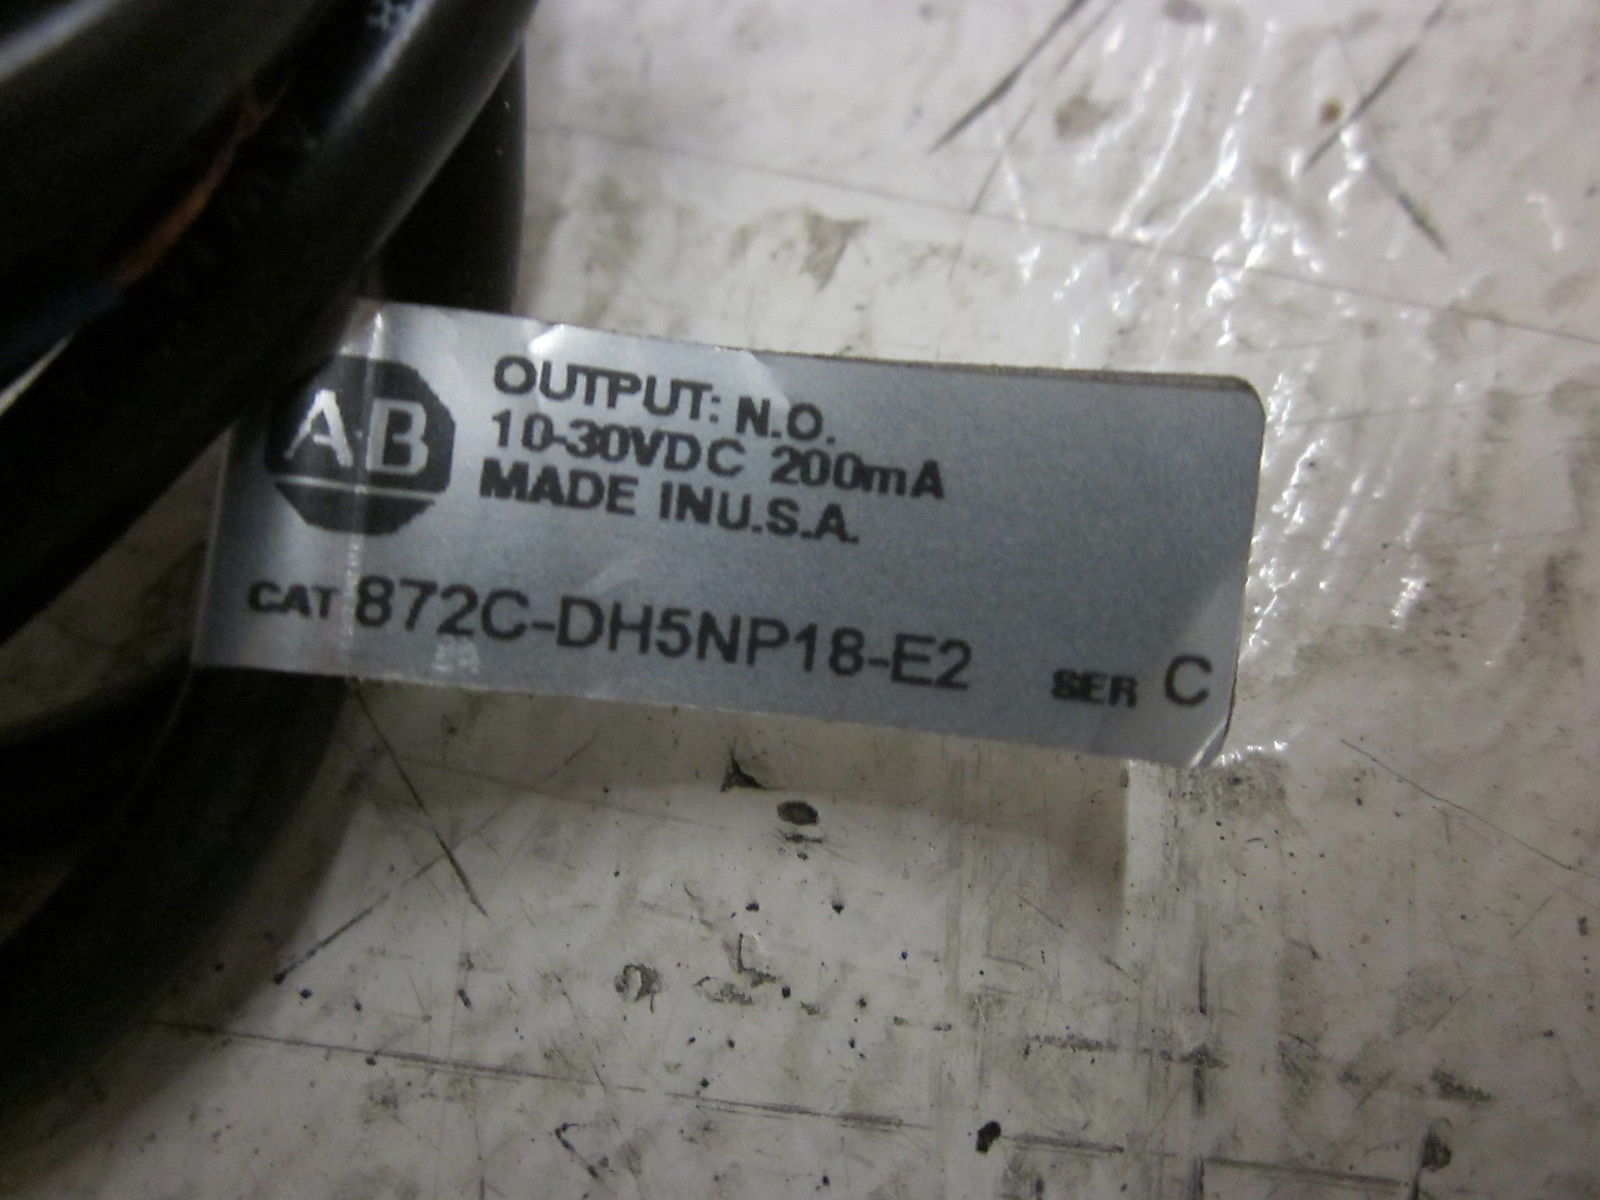 AB
OUTPUT: N.O.
10-30VDC 200mA
MADE INU.S.A.
CAT 872C-DH5NP18-E2 SER C